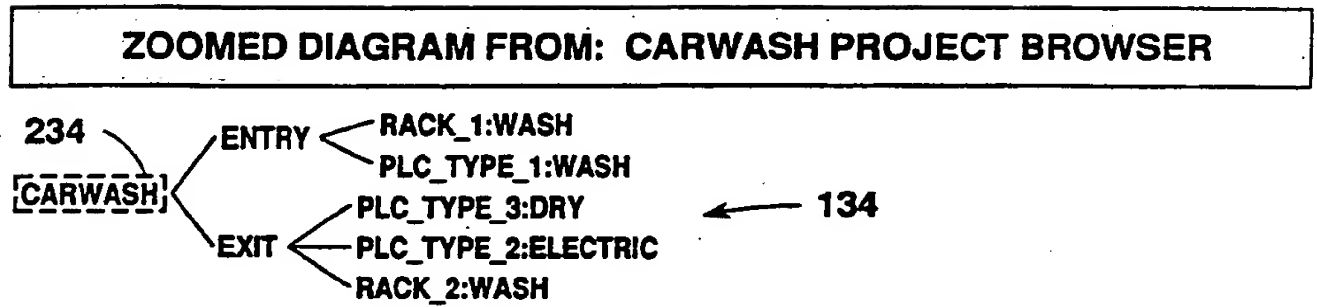 ZOOMED DIAGRAM FROM: CARWASH PROJECT BROWSER
234
CARWASH
ENTRY
RACK_1:WASH
PLC_TYPE_1:WASH
EXIT
PLC_TYPE_3:DRY
PLC_TYPE_2:ELECTRIC
RACK_2:WASH
134